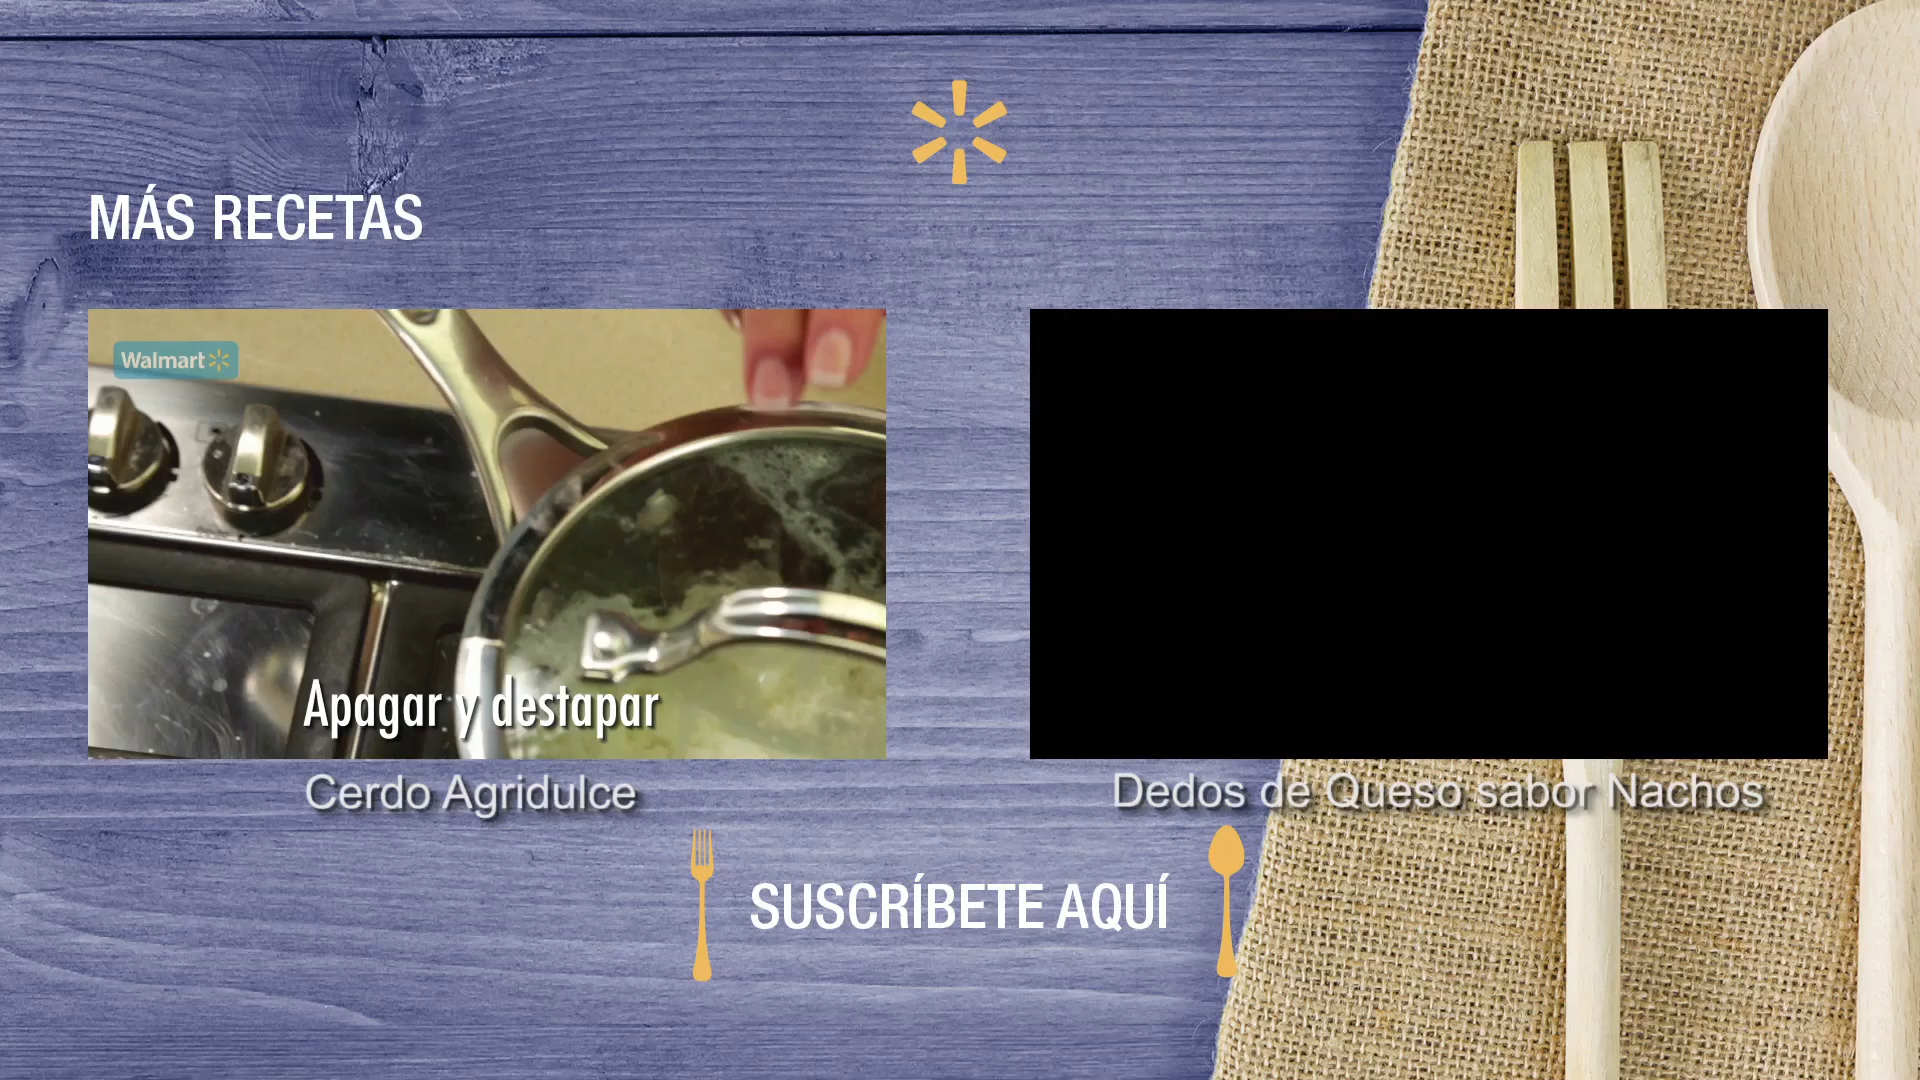 MÁS RECETAS
Walmart
Apagar y destapar
Cerdo Agridulce
Dedos de Queso sabor Nachos
SUSCRÍBETE AQUÍ